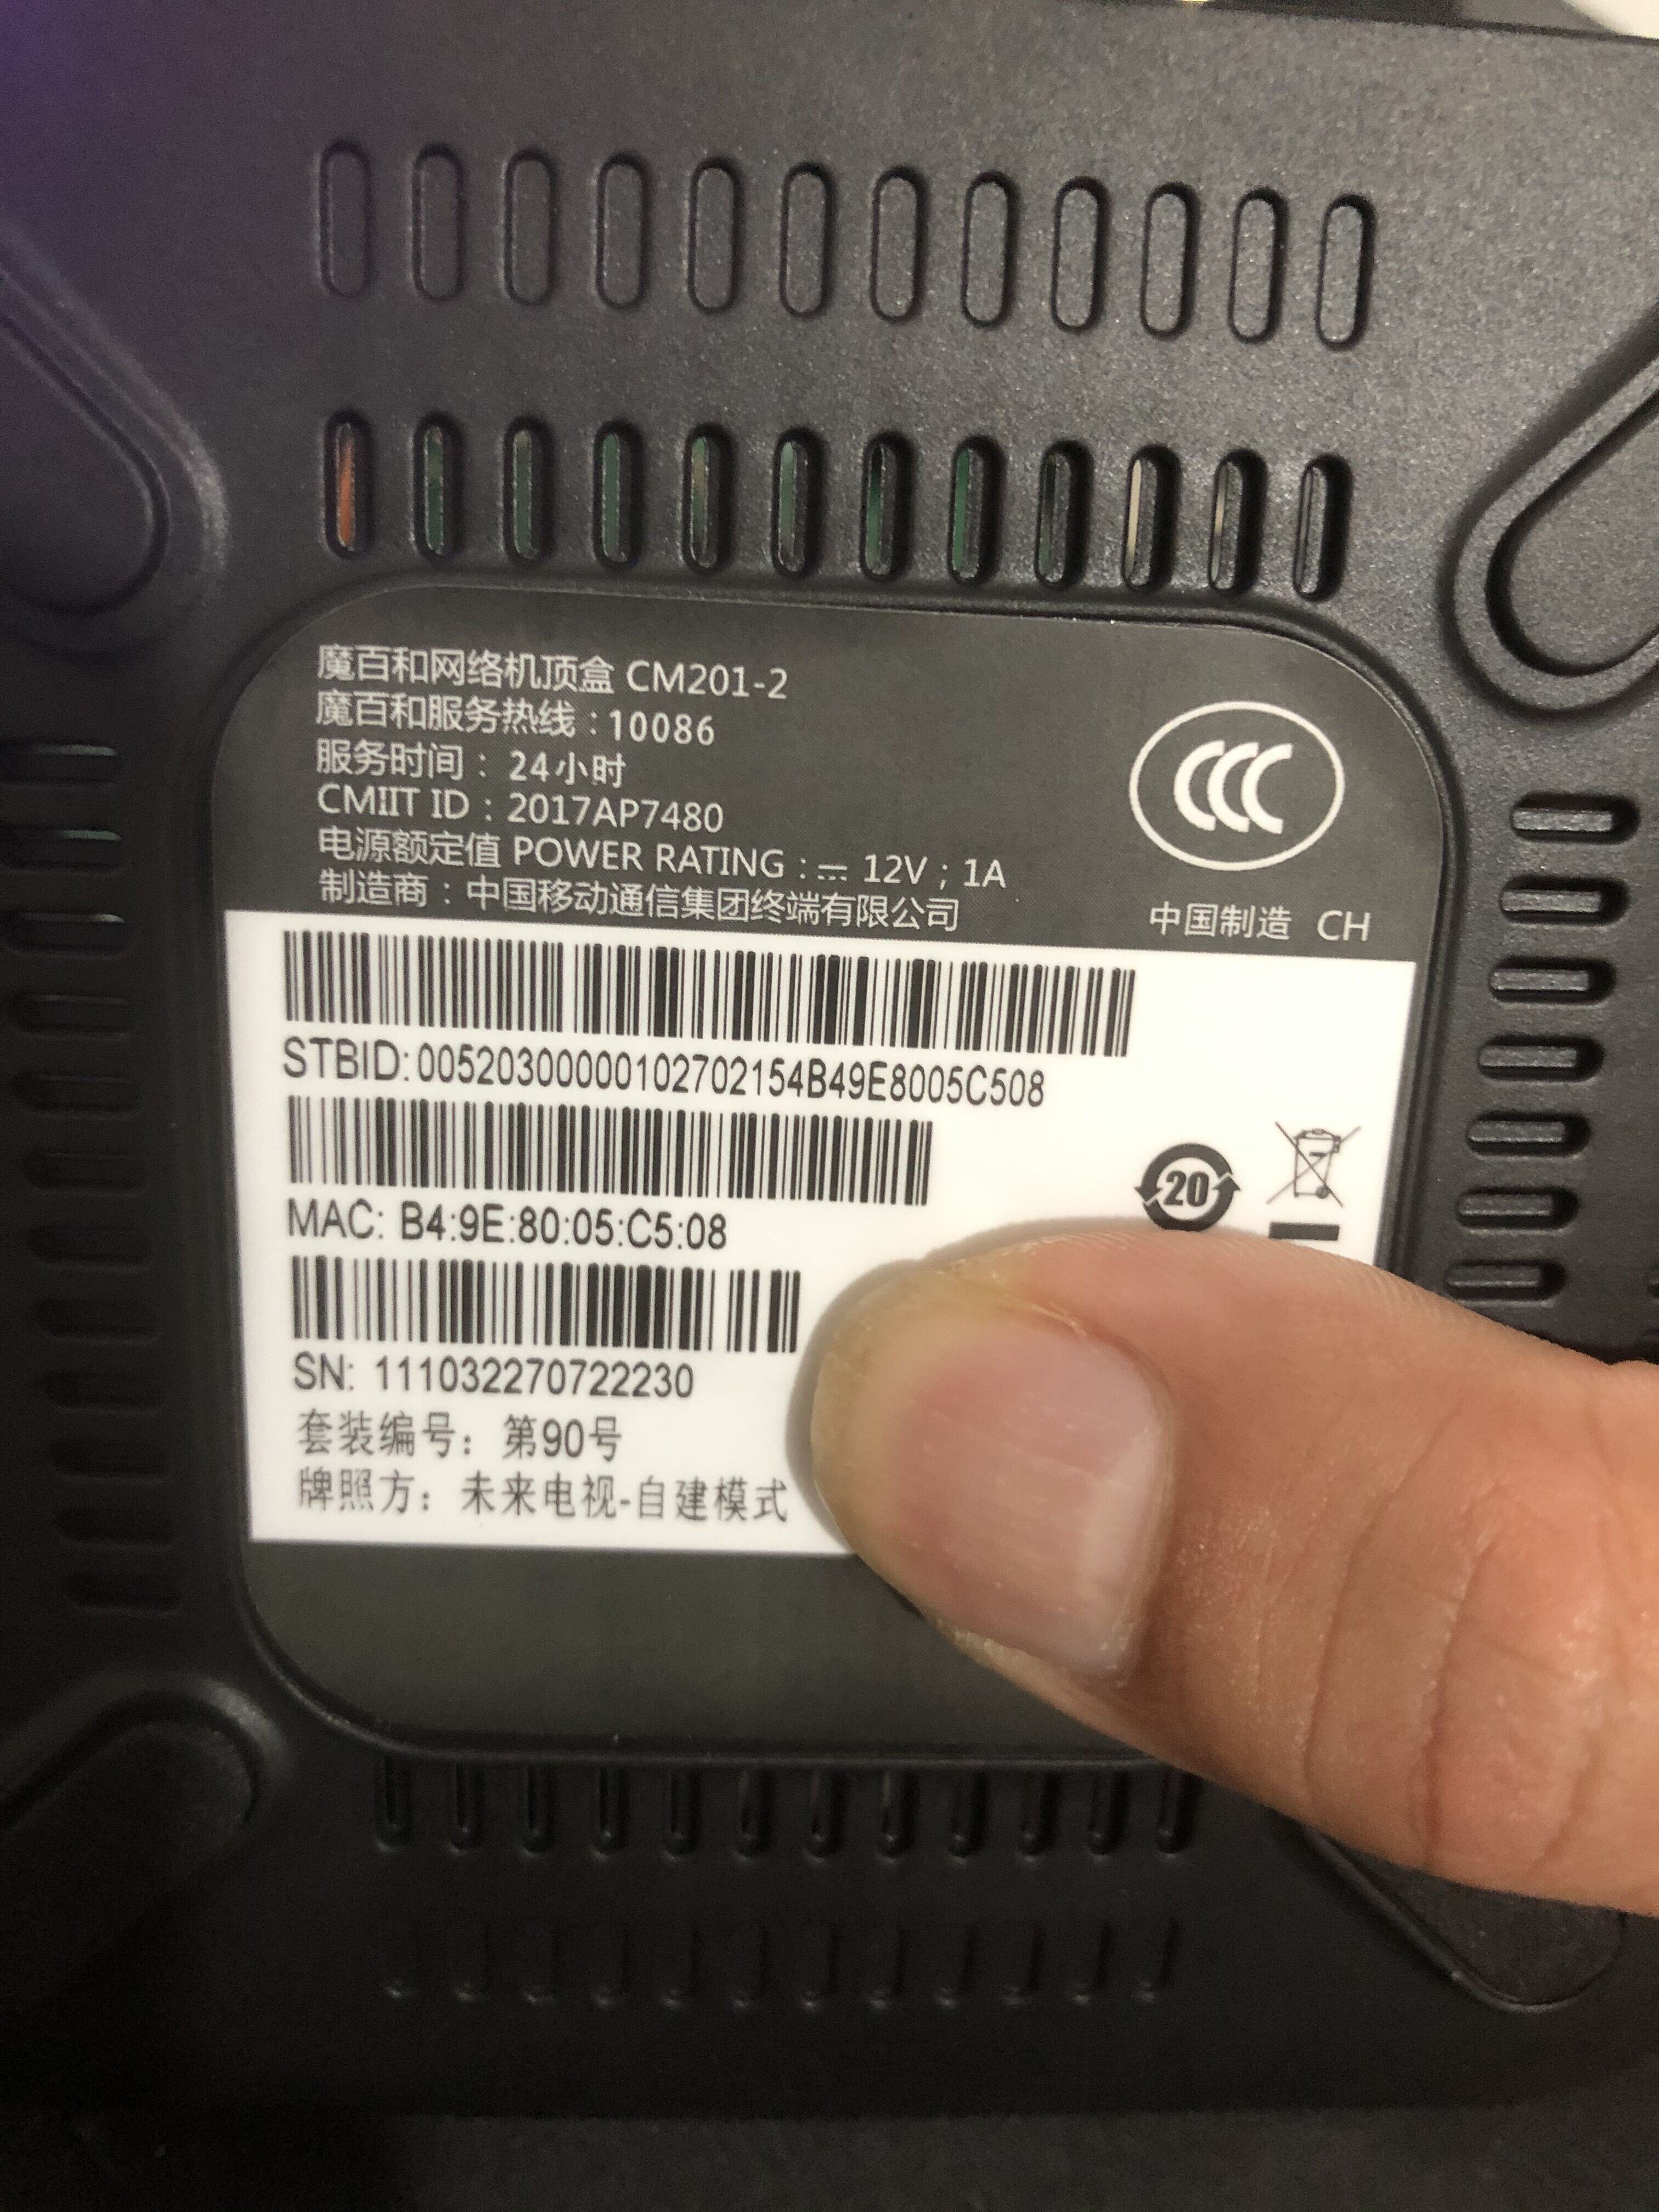 魔百和网络机顶盒 CM201-2
魔百和服务热线：10086
服务时间：24小时
CMIIT ID：2017AP7480
电源额定值 POWER RATING：⎓ 12V；1A
制造商：中国移动通信集团终端有限公司
中国制造 CH
STBID:00520300000102702154B49E8005C508
MAC: B4:9E:80:05:C5:08
20
SN: 111032270722230
套装编号：第90号
牌照方：未来电视-自建模式